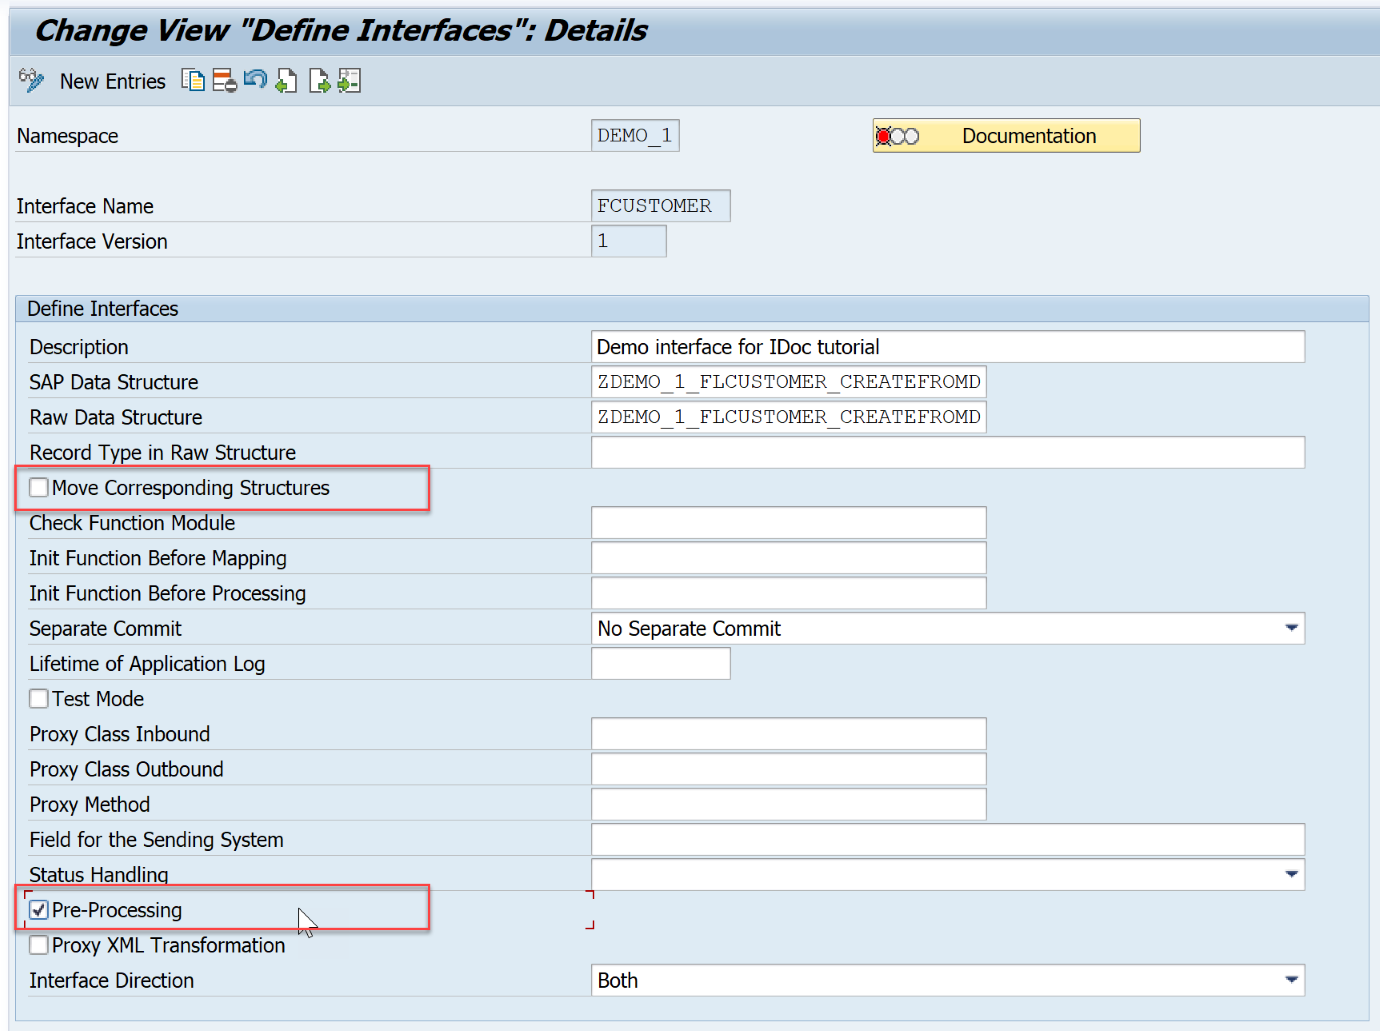 Change View "Define Interfaces": Details
New Entries
Namespace DEMO_1 Documentation
Interface Name FCUSTOMER
Interface Version 1
Define Interfaces
Description Demo interface for IDoc tutorial
SAP Data Structure ZDEMO_1_FLCUSTOMER_CREATEFROMD
Raw Data Structure ZDEMO_1_FLCUSTOMER_CREATEFROMD
Record Type in Raw Structure
Move Corresponding Structures
Check Function Module
Init Function Before Mapping
Init Function Before Processing
Separate Commit No Separate Commit
Lifetime of Application Log
Test Mode
Proxy Class Inbound
Proxy Class Outbound
Proxy Method
Field for the Sending System
Status Handling
Pre-Processing
Proxy XML Transformation
Interface Direction Both